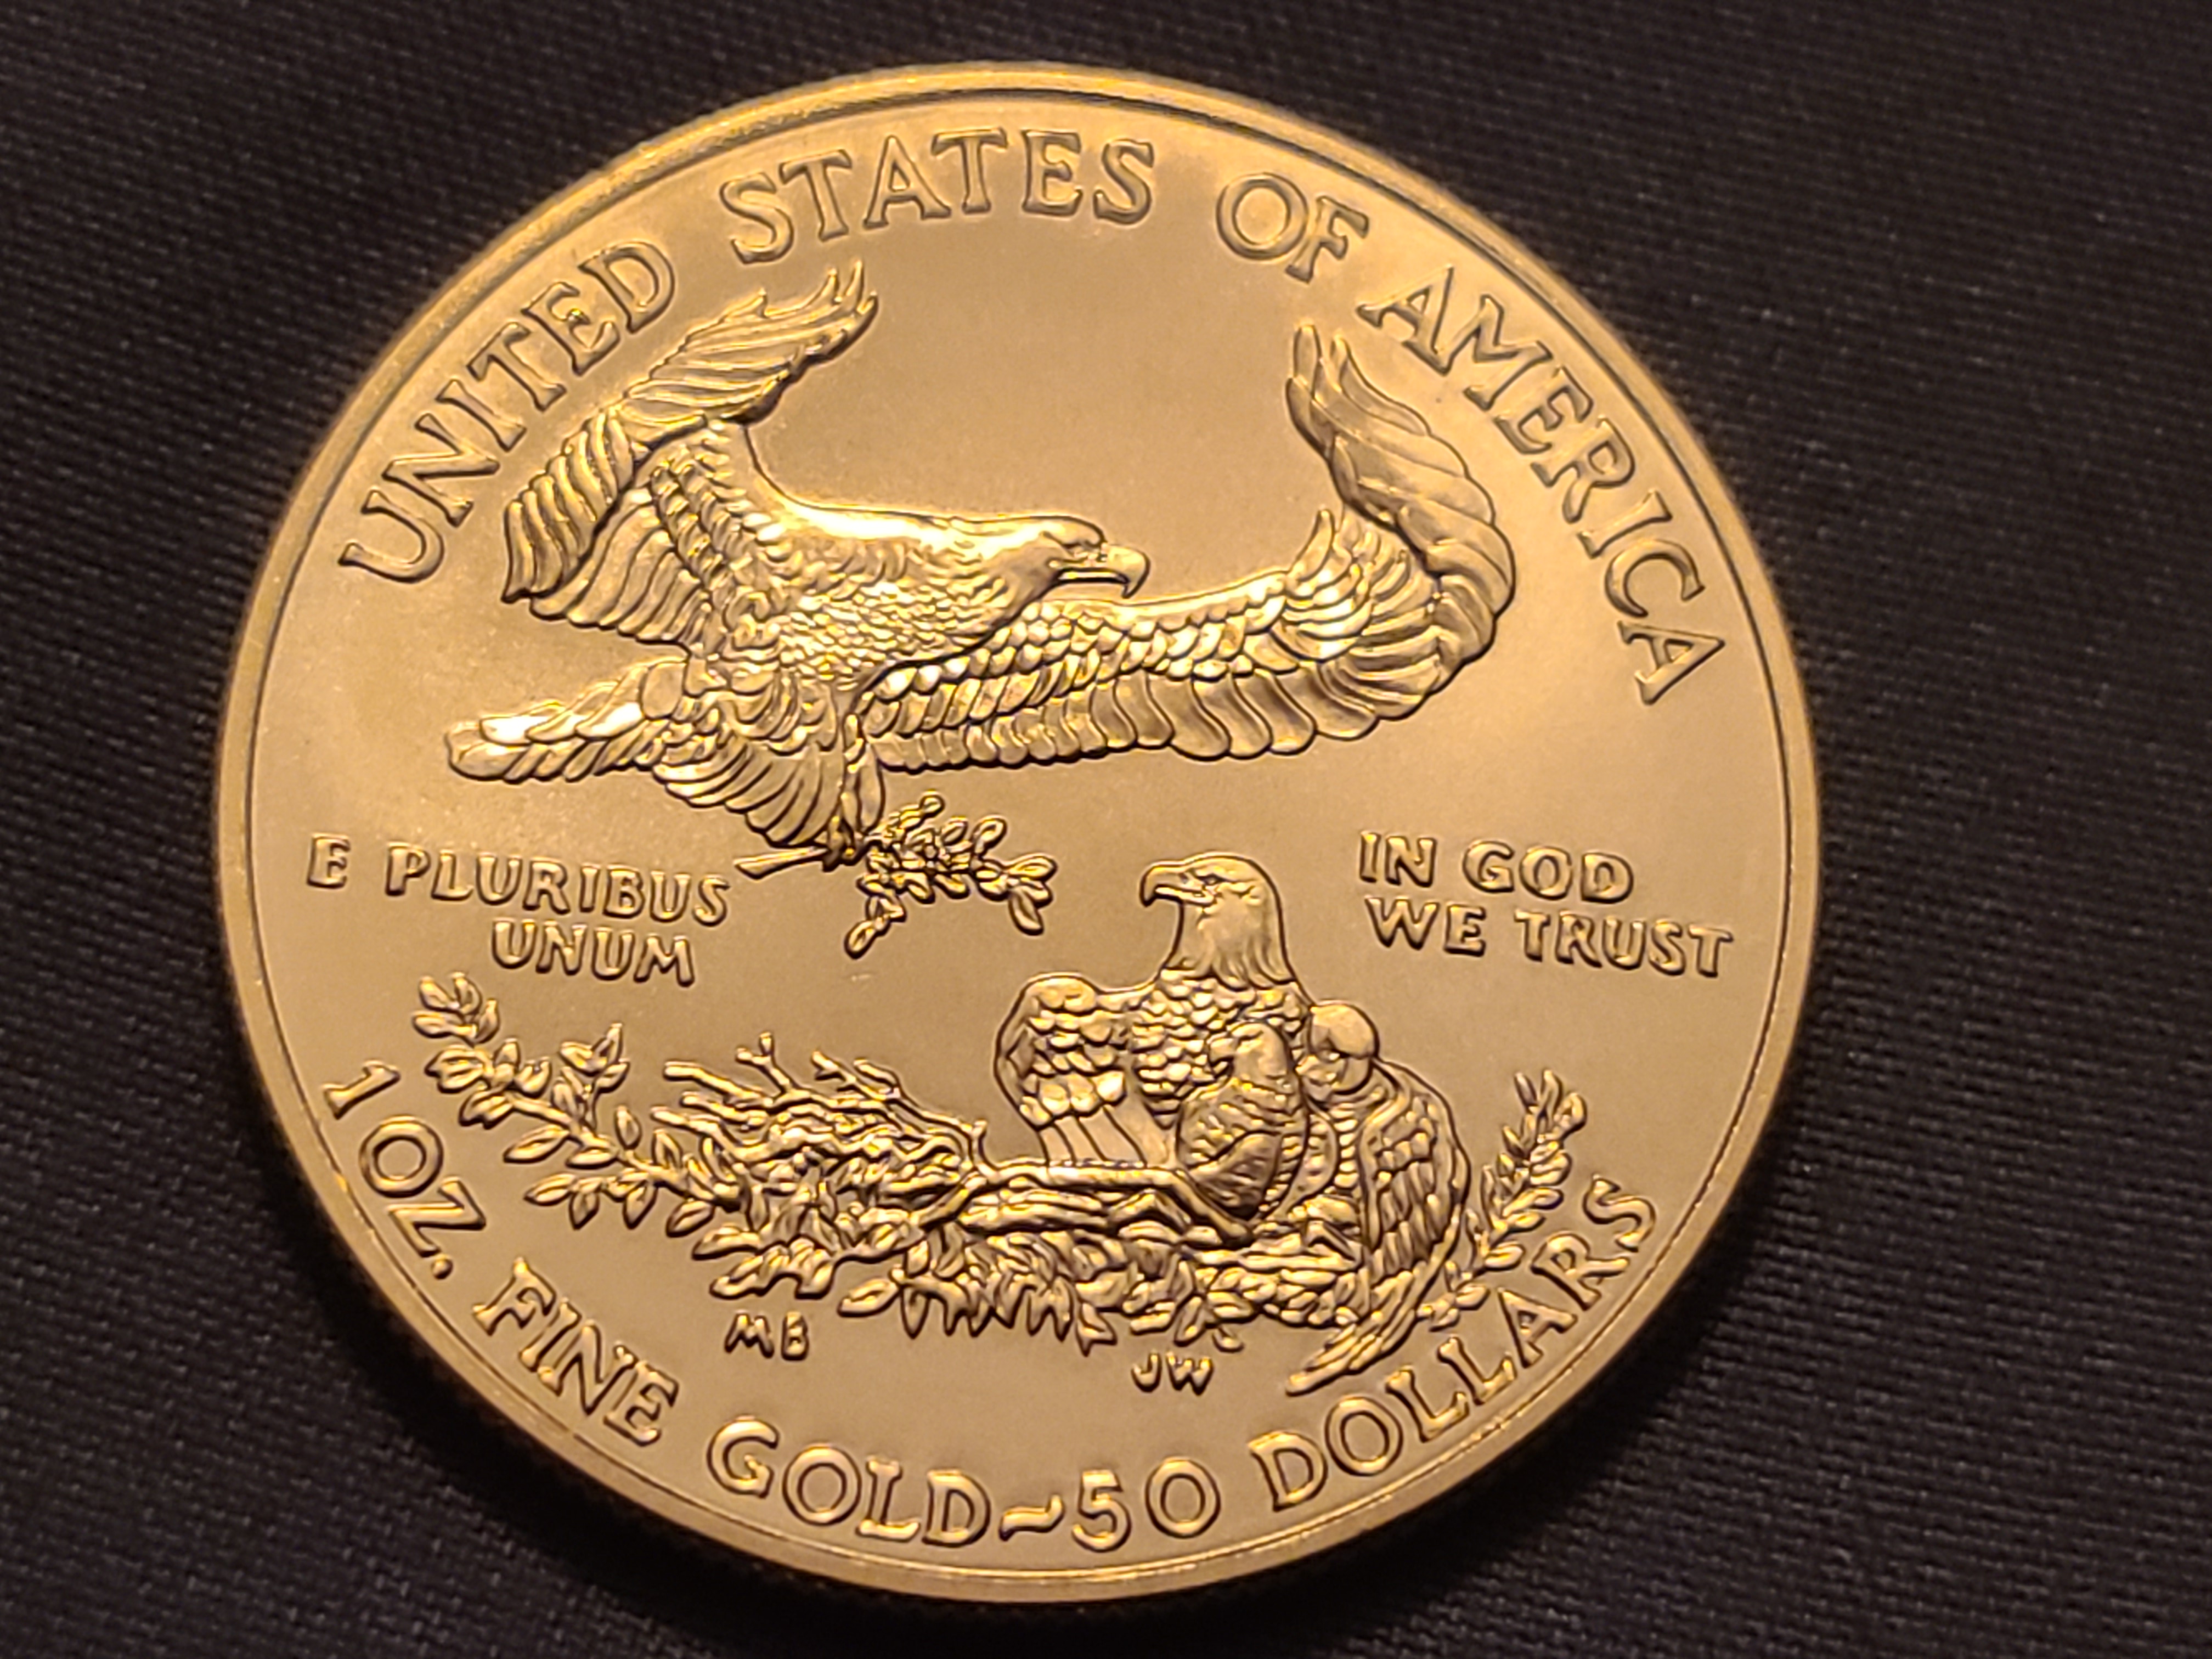 UNITED STATES OF AMERICA
E PLURIBUS
UNUM
IN GOD
WE TRUST
MB
JW
1 OZ. FINE GOLD~50 DOLLARS